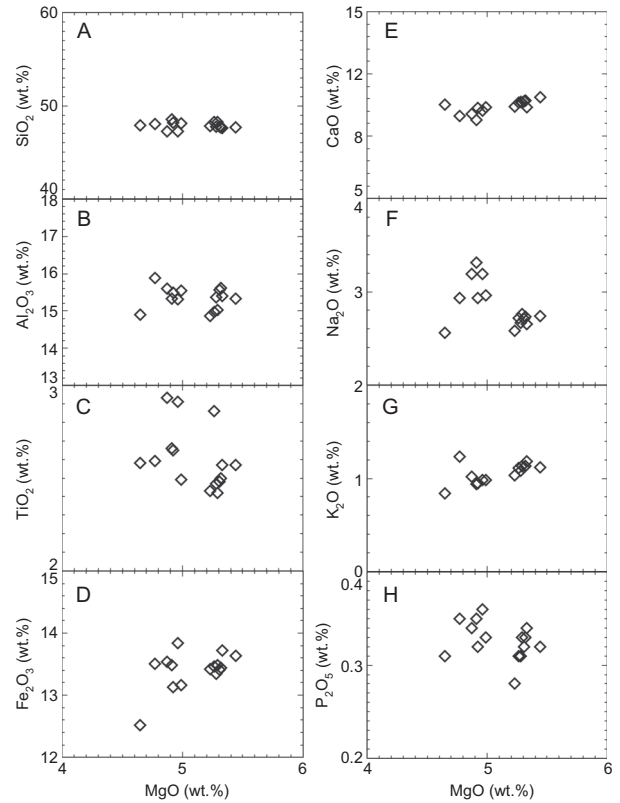 A
60
50
40
SiO2 (wt.%)
B
18
17
16
15
14
13
Al2O3 (wt.%)
C
3
2
TiO2 (wt.%)
D
15
14
13
12
Fe2O3 (wt.%)
4
5
6
MgO (wt.%)
E
15
12
8
5
CaO (wt.%)
F
4
3
2
Na2O (wt.%)
G
2
1
0
K2O (wt.%)
H
0.4
0.3
0.2
P2O5 (wt.%)
4
5
6
MgO (wt.%)